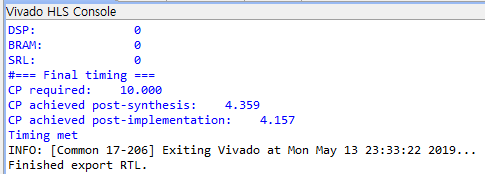 Vivado HLS Console
DSP: 0
BRAM: 0
SRL: 0
#=== Final timing ===
CP required: 10.000
CP achieved post-synthesis: 4.359
CP achieved post-implementation: 4.157
Timing met
INFO: [Common 17-206] Exiting Vivado at Mon May 13 23:33:22 2019...
Finished export RTL.